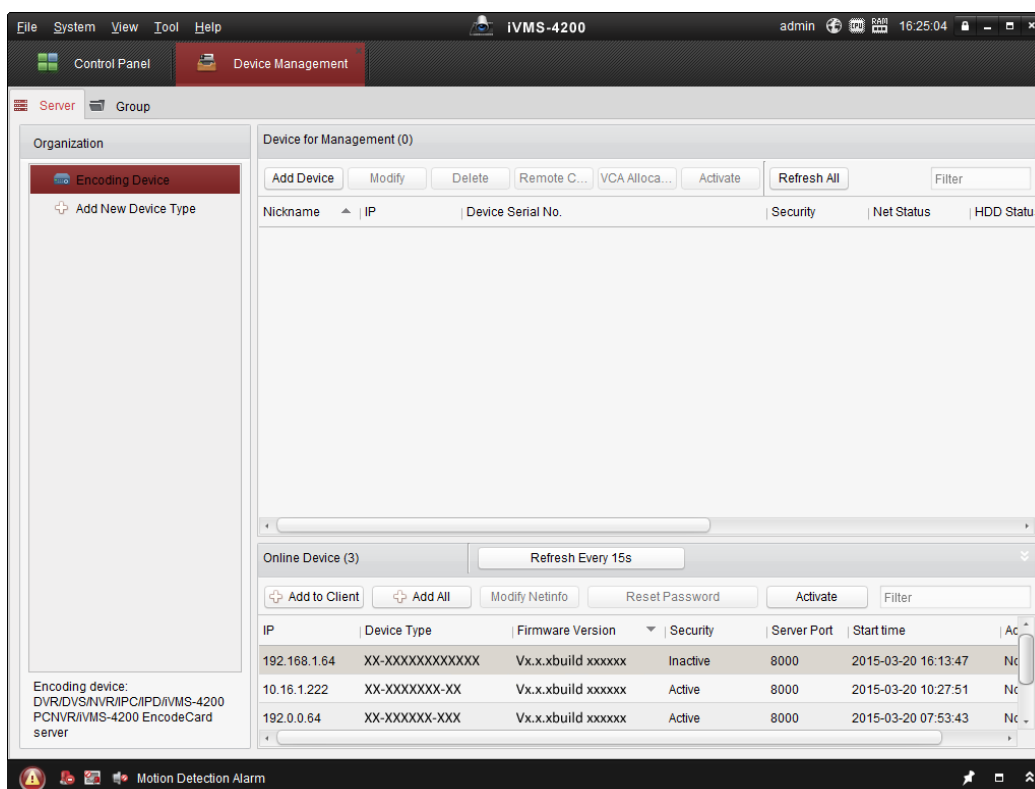 File System View Tool Help iVMS-4200 admin CPU RAM 16:25:04
Control Panel Device Management
Server Group
Organization Device for Management (0)
Encoding Device Add Device Modify Delete Remote C... VCA Alloca... Activate Refresh All Filter
Add New Device Type Nickname IP Device Serial No. Security Net Status HDD Statu
Online Device (3) Refresh Every 15s
Add to Client Add All Modify Netinfo Reset Password Activate Filter
IP Device Type Firmware Version Security Server Port Start time Ac
192.168.1.64 XX-XXXXXXXXXXXX Vx.x.xbuild xxxxxx Inactive 8000 2015-03-20 16:13:47 No
10.16.1.222 XX-XXXXXXX-XX Vx.x.xbuild xxxxxx Active 8000 2015-03-20 10:27:51 No
192.0.0.64 XX-XXXXXX-XXX Vx.x.xbuild xxxxxx Active 8000 2015-03-20 07:53:43 No
Encoding device:
DVR/DVS/NVR/IPC/IPD/iVMS-4200
PCNVR/iVMS-4200 EncodeCard
server
Motion Detection Alarm